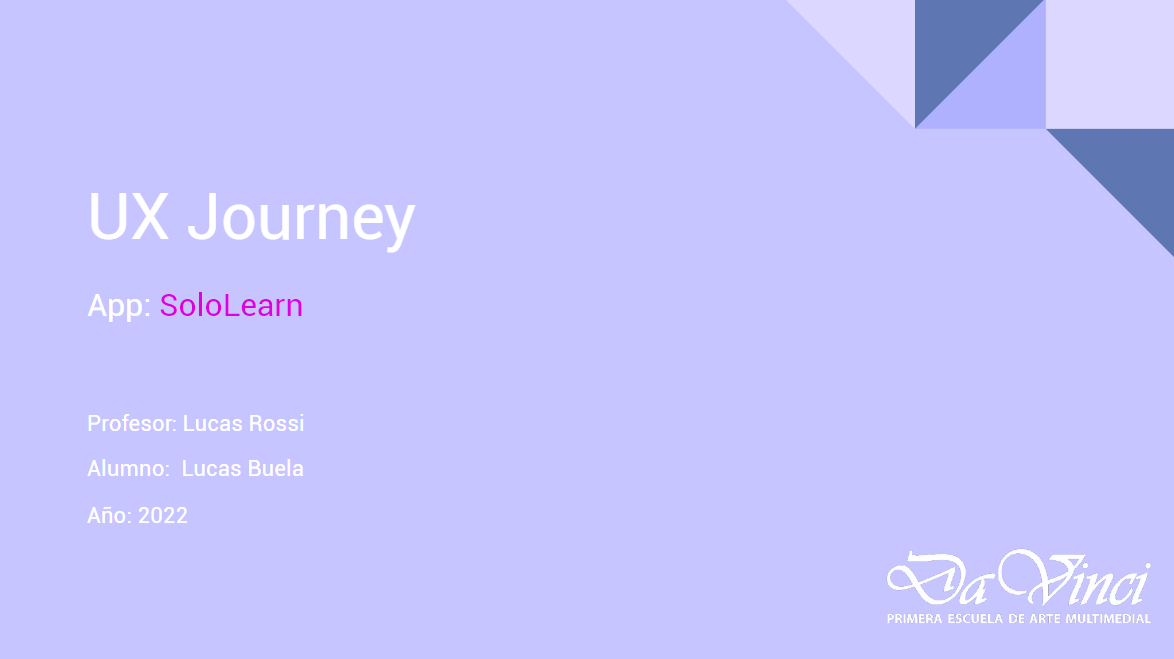 UX Journey
App: SoloLearn
Profesor: Lucas Rossi
Alumno:  Lucas Buela
Año: 2022
Da Vinci
PRIMERA ESCUELA DE ARTE MULTIMEDIAL